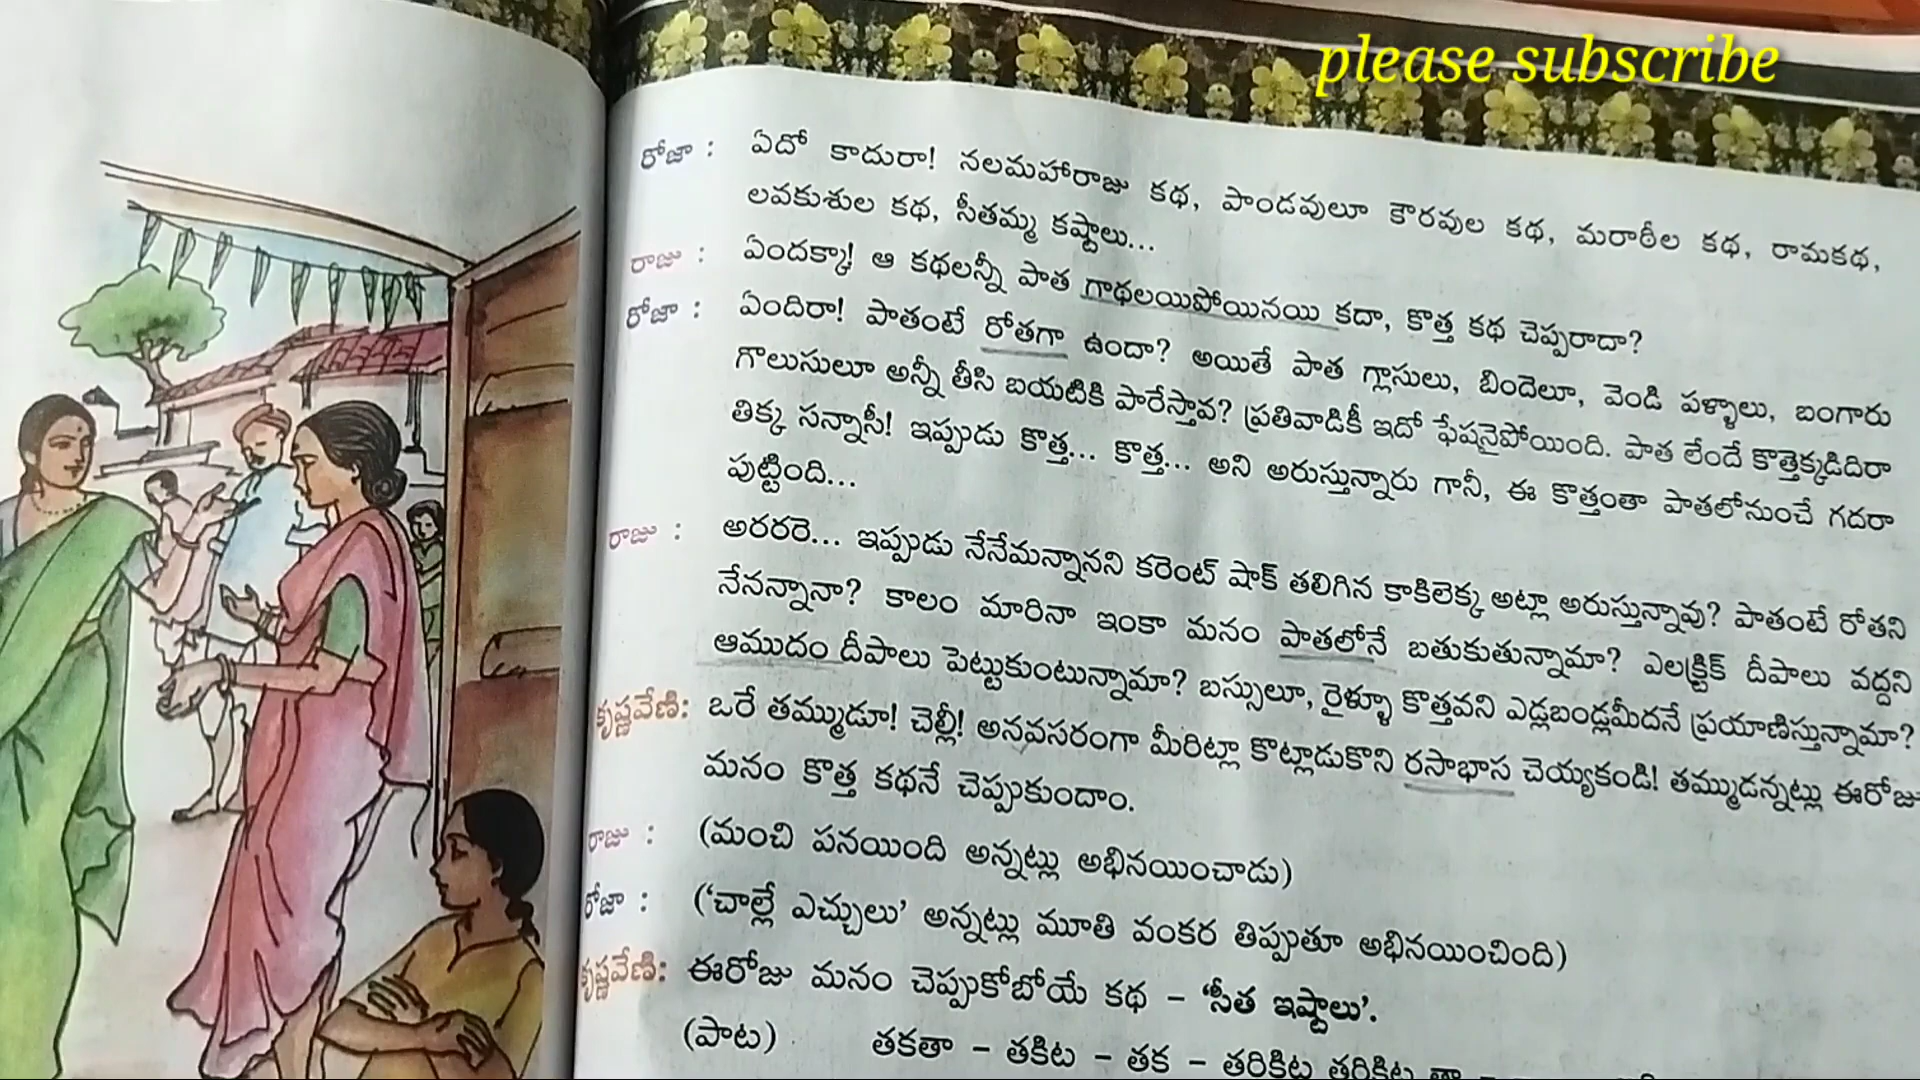 please subscribe
రోజా : ఏదో కాదురా! నలమహారాజు కథ, పాండవులూ కౌరవుల కథ, మరాఠీల కథ, రామకథ,
లవకుశుల కథ, సీతమ్మ కష్టాలు...
రాజు : ఏందక్కా! ఆ కథలన్నీ పాత గాథలయిపోయినయి కదా, కొత్త కథ చెప్పరాదా?
రోజా : ఏందిరా! పాతంటే రోతగా ఉందా? అయితే పాత గ్లాసులు, బిందెలూ, వెండి పళ్ళాలు, బంగారు
గొలుసులూ అన్నీ తీసి బయటికి పారేస్తావ? ప్రతివాడికీ ఇదో ఫేషనైపోయింది. పాత లేందే కొత్తెక్కడిదిరా
తిక్క సన్నాసీ! ఇప్పుడు కొత్త... కొత్త... అని అరుస్తున్నారు గానీ, ఈ కొత్తంతా పాతలోనుంచే గదరా
పుట్టింది...
రాజు : అరరరె... ఇప్పుడు నేనేమన్నానని కరెంట్ షాక్ తలిగిన కాకిలెక్క అట్లా అరుస్తున్నావు? పాతంటే రోతని
నేనన్నానా? కాలం మారినా ఇంకా మనం పాతలోనే బతుకుతున్నామా? ఎలక్ట్రిక్ దీపాలు వద్దని
ఆముదం దీపాలు పెట్టుకుంటున్నామా? బస్సులూ, రైళ్ళూ కొత్తవని ఎడ్లబండ్లమీదనే ప్రయాణిస్తున్నామా?
కృష్ణవేణి: ఒరే తమ్ముడూ! చెల్లీ! అనవసరంగా మీరిట్లా కొట్లాడుకొని రసాభాస చెయ్యకండి! తమ్ముడన్నట్లు ఈరోజు
మనం కొత్త కథనే చెప్పుకుందాం.
రాజు : (మంచి పనయింది అన్నట్లు అభినయించాడు)
రోజా : (‘చాల్లే ఎచ్చులు’ అన్నట్లు మూతి వంకర తిప్పుతూ అభినయించింది)
కృష్ణవేణి: ఈరోజు మనం చెప్పుకోబోయే కథ – ‘సీత ఇష్టాలు’.
(పాట) తకతా – తకిట – తక – తరికిట తరికిట తా –